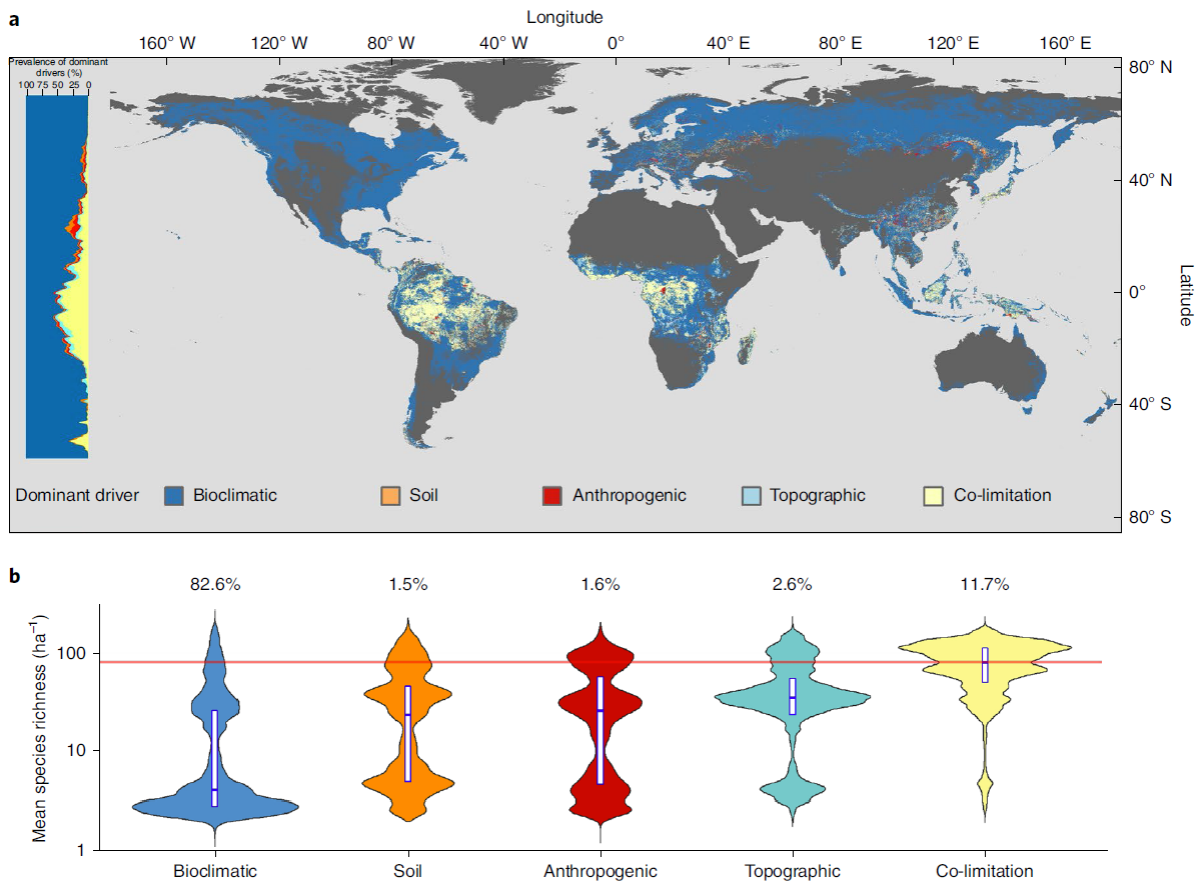 a
Longitude
160° W 120° W 80° W 40° W 0° 40° E 80° E 120° E 160° E
Prevalence of dominant
drivers (%)
100 75 50 25 0
80° N
40° N
0°
Latitude
40° S
80° S
Dominant driver Bioclimatic Soil Anthropogenic Topographic Co-limitation
b
82.6% 1.5% 1.6% 2.6% 11.7%
Mean species richness (ha⁻¹)
100
10
1
Bioclimatic Soil Anthropogenic Topographic Co-limitation